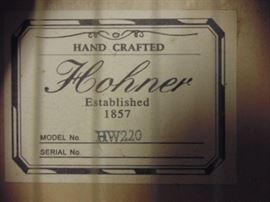 HAND CRAFTED
Hohner
Established
1857
MODEL No. HW220
SERIAL No.